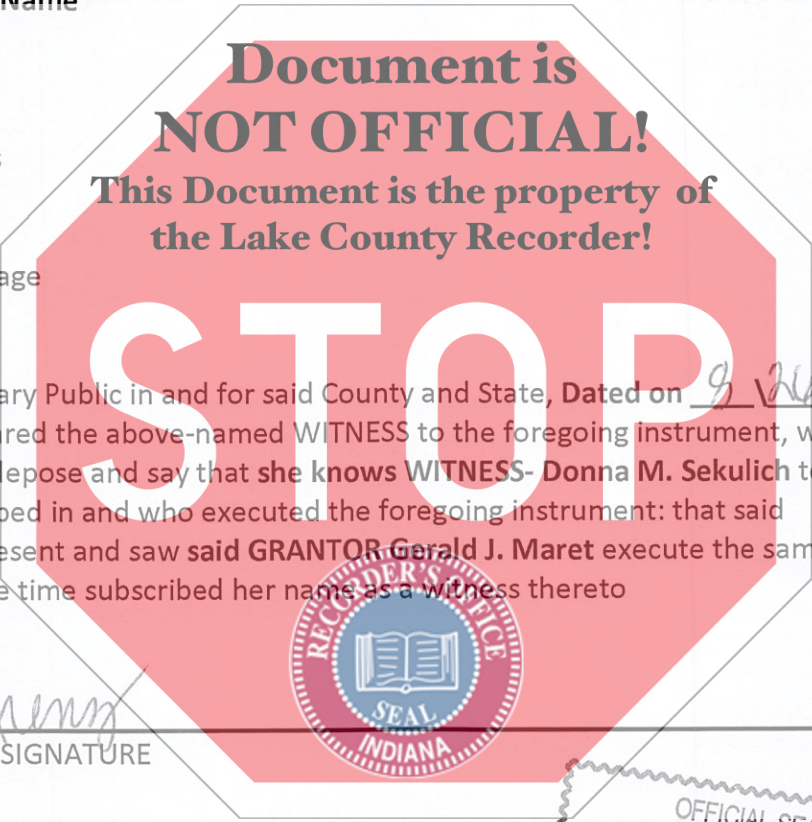 Name
Document is
NOT OFFICIAL!
This Document is the property of
the Lake County Recorder!
age
STOP
ary Public in and for said County and State, Dated on 8 \ 26
red the above-named WITNESS to the foregoing instrument, w
depose and say that she knows WITNESS- Donna M. Sekulich to
bed in and who executed the foregoing instrument: that said
esent and saw said GRANTOR Gerald J. Maret execute the sam
e time subscribed her name as a witness thereto
RECORDER'S OFFICE
SEAL
INDIANA
SIGNATURE
OFFICIAL SE